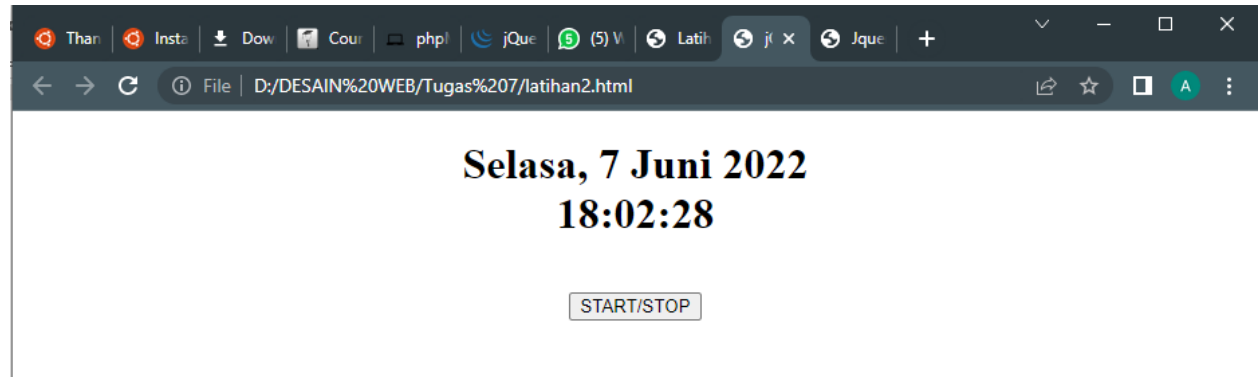 Than Insta Dow Cour phpl jQue (5) W Latih j( Jque
File D:/DESAIN%20WEB/Tugas%207/latihan2.html A
Selasa, 7 Juni 2022
18:02:28
START/STOP